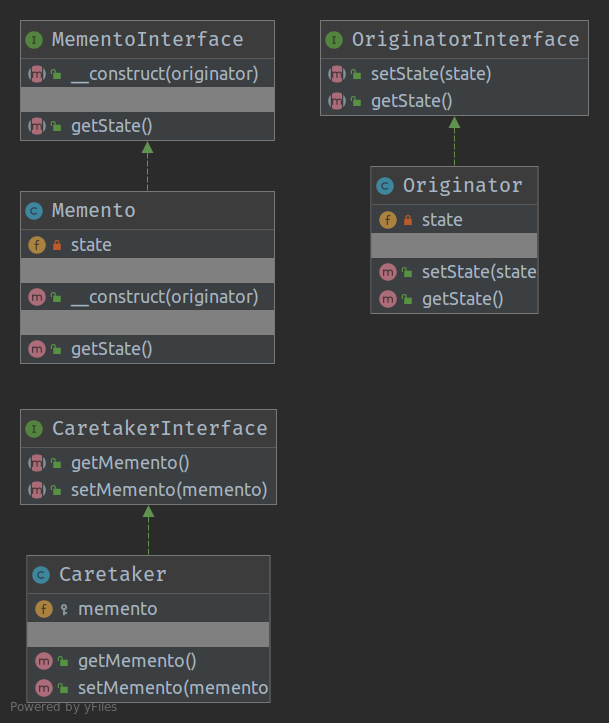 MementoInterface
__construct(originator)
getState()
OriginatorInterface
setState(state)
getState()
Memento
state
__construct(originator)
getState()
Originator
state
setState(state
getState()
CaretakerInterface
getMemento()
setMemento(memento)
Caretaker
memento
getMemento()
setMemento(memento
Powered by yFiles